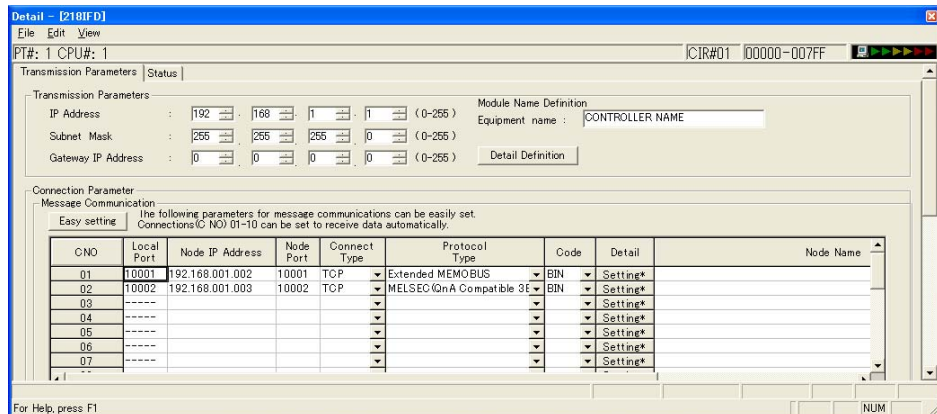 Detail - [218IFD]
File Edit View
PT#: 1 CPU#: 1 CIR#01 00000-007FF
Transmission Parameters Status
Transmission Parameters
IP Address : 192 . 168 . 1 . 1 (0-255)
Subnet Mask : 255 . 255 . 255 . 0 (0-255)
Gateway IP Address : 0 . 0 . 0 . 0 (0-255)
Module Name Definition
Equipment name : CONTROLLER NAME
Detail Definition
Connection Parameter
Message Communication
Easy setting
The following parameters for message communications can be easily set.
Connections(C NO) 01-10 can be set to receive data automatically.
CNO Local Port Node IP Address Node Port Connect Type Protocol Type Code Detail Node Name
01 10001 192.168.001.002 10001 TCP Extended MEMOBUS BIN Setting*
02 10002 192.168.001.003 10002 TCP MELSEC(QnA Compatible 3E BIN Setting*
03 ----- Setting*
04 ----- Setting*
05 ----- Setting*
06 ----- Setting*
07 ----- Setting*
For Help, press F1 NUM